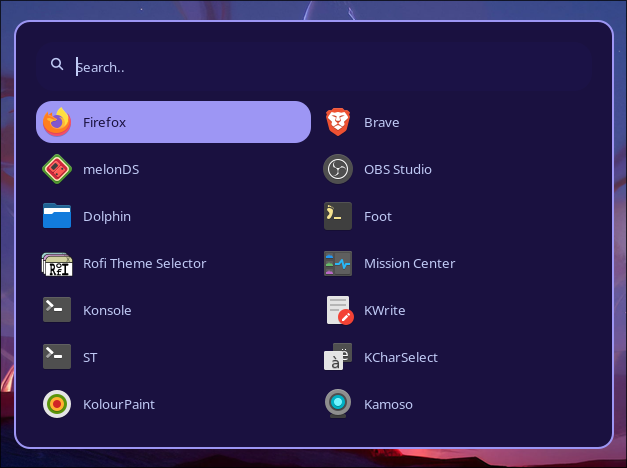 Search..
Firefox
Brave
melonDS
OBS Studio
Dolphin
Foot
ROFI
Rofi Theme Selector
Mission Center
Konsole
KWrite
ST
à ë
KCharSelect
KolourPaint
Kamoso